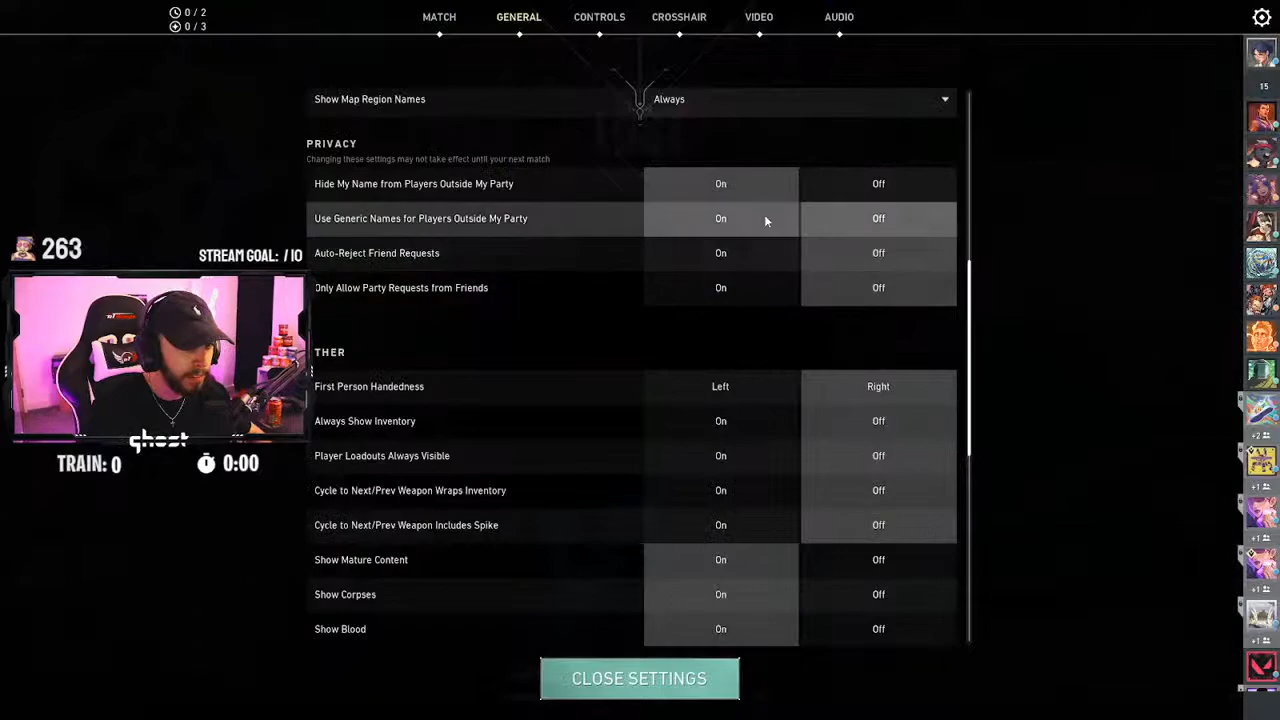 0 / 2
0 / 3
MATCH
GENERAL
CONTROLS
CROSSHAIR
VIDEO
AUDIO
Show Map Region Names
Always
PRIVACY
Changing these settings may not take effect until your next match
Hide My Name from Players Outside My Party
On
Off
Use Generic Names for Players Outside My Party
On
Off
Auto-Reject Friend Requests
On
Off
Only Allow Party Requests from Friends
On
Off
THER
First Person Handedness
Left
Right
Always Show Inventory
On
Off
Player Loadouts Always Visible
On
Off
Cycle to Next/Prev Weapon Wraps Inventory
On
Off
Cycle to Next/Prev Weapon Includes Spike
On
Off
Show Mature Content
On
Off
Show Corpses
On
Off
Show Blood
On
Off
CLOSE SETTINGS
263
STREAM GOAL: / 10
ghost
TRAIN: 0
0:00
15
+2
+1
+1
+1
+1